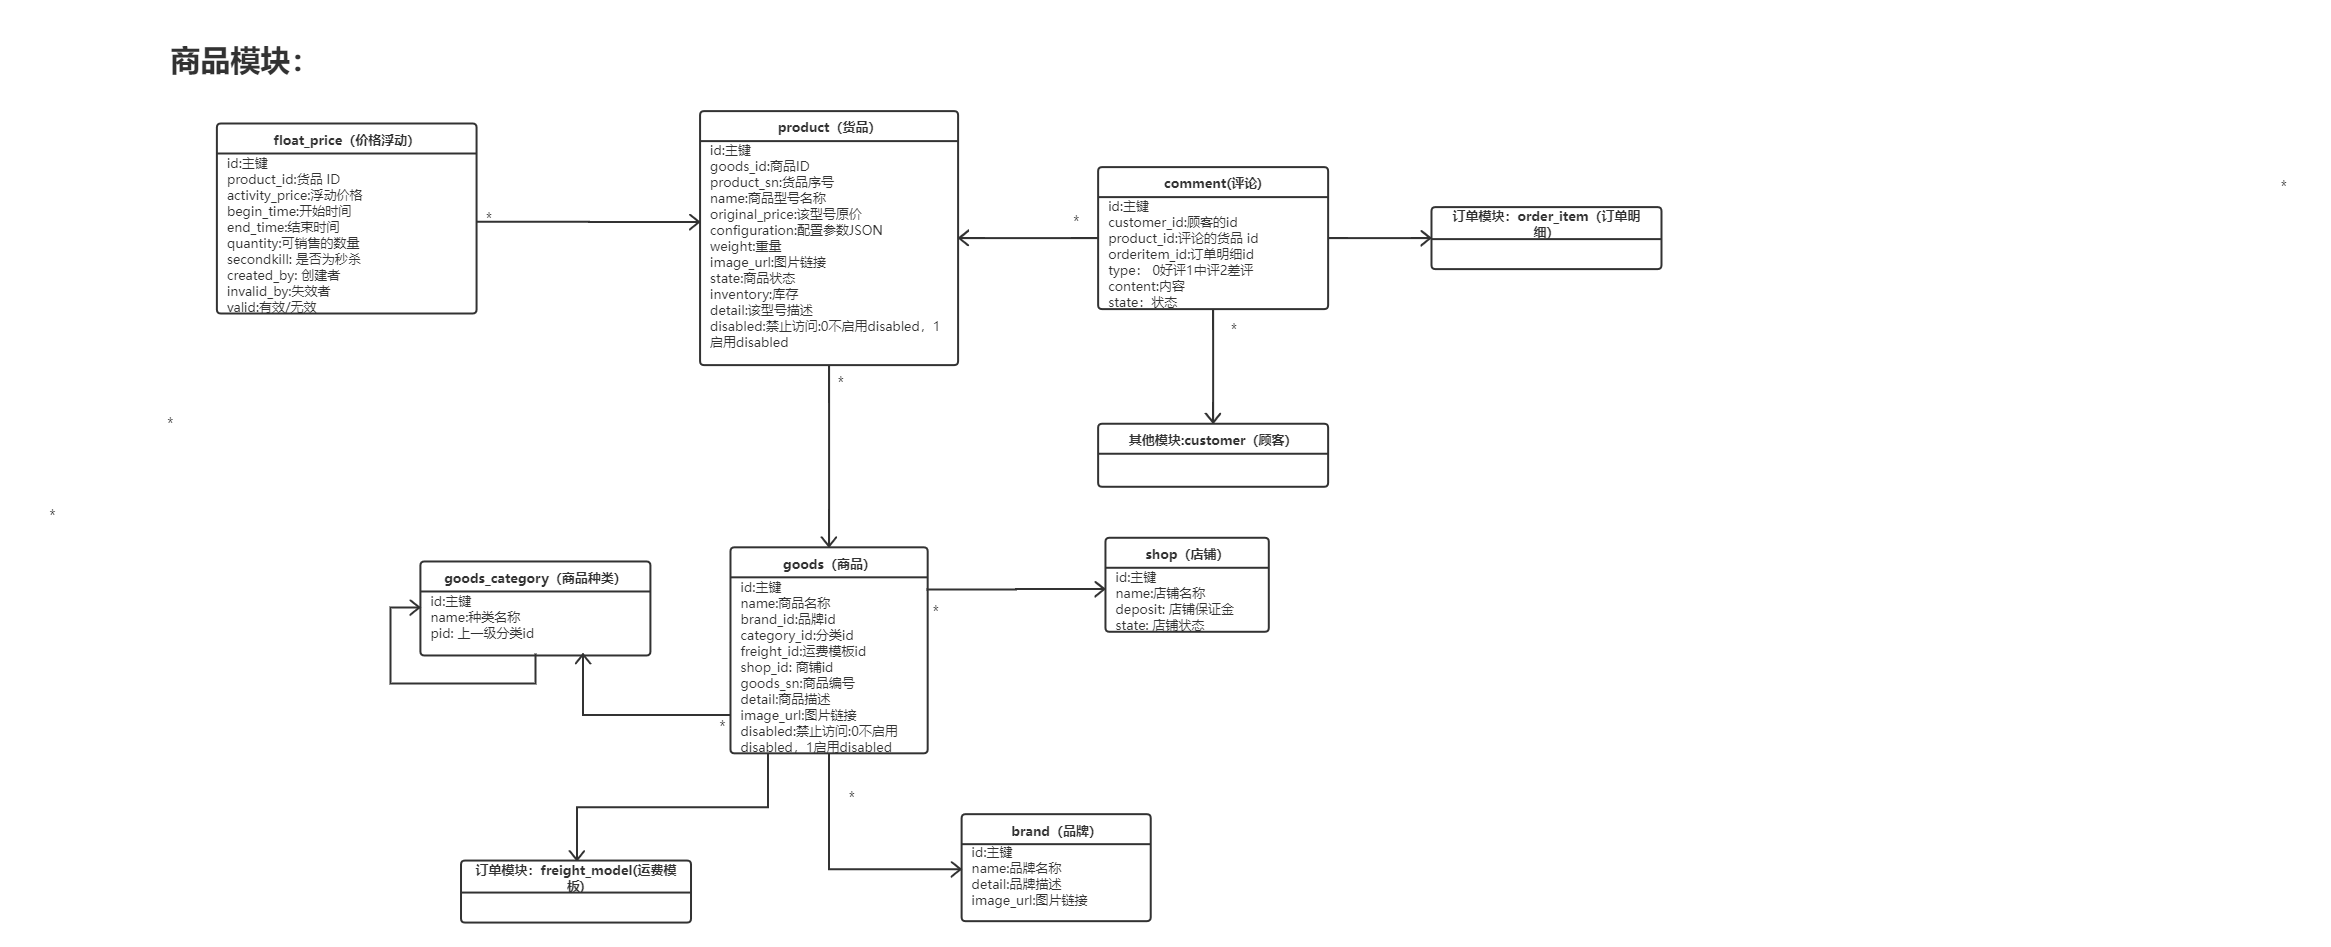 商品模块：
float_price（价格浮动）
id:主键
product_id:货品 ID
activity_price:浮动价格
begin_time:开始时间
end_time:结束时间
quantity:可销售的数量
secondkill: 是否为秒杀
created_by: 创建者
invalid_by:失效者
valid:有效/无效
*
product（货品）
id:主键
goods_id:商品ID
product_sn:货品序号
name:商品型号名称
original_price:该型号原价
configuration:配置参数JSON
weight:重量
image_url:图片链接
state:商品状态
inventory:库存
detail:该型号描述
disabled:禁止访问:0不启用disabled，1
启用disabled
*
*
comment(评论)
id:主键
customer_id:顾客的id
product_id:评论的货品 id
orderitem_id:订单明细id
type： 0好评1中评2差评
content:内容
state：状态
*
订单模块：order_item（订单明
细）
*
其他模块:customer（顾客）
*
*
goods_category（商品种类）
id:主键
name:种类名称
pid: 上一级分类id
goods（商品）
id:主键
name:商品名称
brand_id:品牌id
category_id:分类id
freight_id:运费模板id
shop_id: 商铺id
goods_sn:商品编号
detail:商品描述
image_url:图片链接
disabled:禁止访问:0不启用
disabled，1启用disabled
*
*
*
shop（店铺）
id:主键
name:店铺名称
deposit: 店铺保证金
state: 店铺状态
订单模块：freight_model(运费模
板)
brand（品牌）
id:主键
name:品牌名称
detail:品牌描述
image_url:图片链接